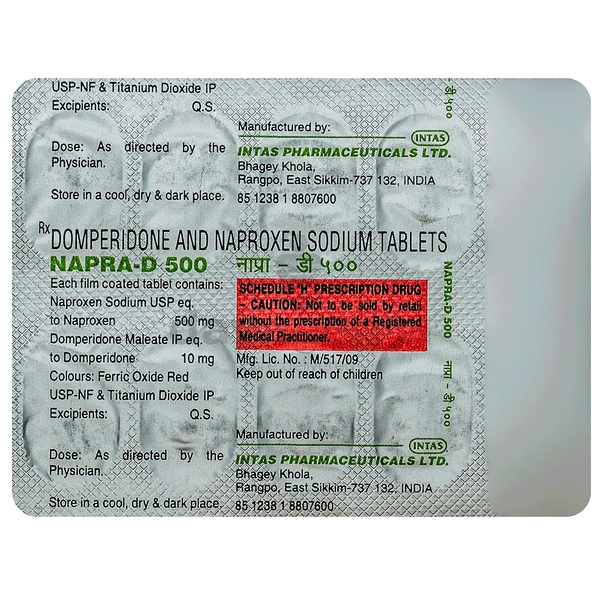 USP-NF & Titanium Dioxide IP
Excipients: Q.S.
Dose: As directed by the
Physician.
Store in a cool, dry & dark place.
Manufactured by:
INTAS
INTAS PHARMACEUTICALS LTD.
Bhagey Khola,
Rangpo, East Sikkim-737 132, INDIA
85 1238 1 8807600
Rx DOMPERIDONE AND NAPROXEN SODIUM TABLETS
NAPRA-D 500 नाप्रा - डी ५००
Each film coated tablet contains:
Naproxen Sodium USP eq.
to Naproxen 500 mg
Domperidone Maleate IP eq.
to Domperidone 10 mg
Colours: Ferric Oxide Red
USP-NF & Titanium Dioxide IP
Excipients: Q.S.
Dose: As directed by the
Physician.
Store in a cool, dry & dark place.
SCHEDULE 'H' PRESCRIPTION DRUG
- CAUTION: Not to be sold by retail
without the prescription of a Registered
Medical Practitioner.
Mfg. Lic. No. : M/517/09
Keep out of reach of children
Manufactured by:
INTAS
INTAS PHARMACEUTICALS LTD.
Bhagey Khola,
Rangpo, East Sikkim-737 132, INDIA
85 1238 1 8807600
- डी ५००
NAPRA-D 500 नाप्रा - डी ५००